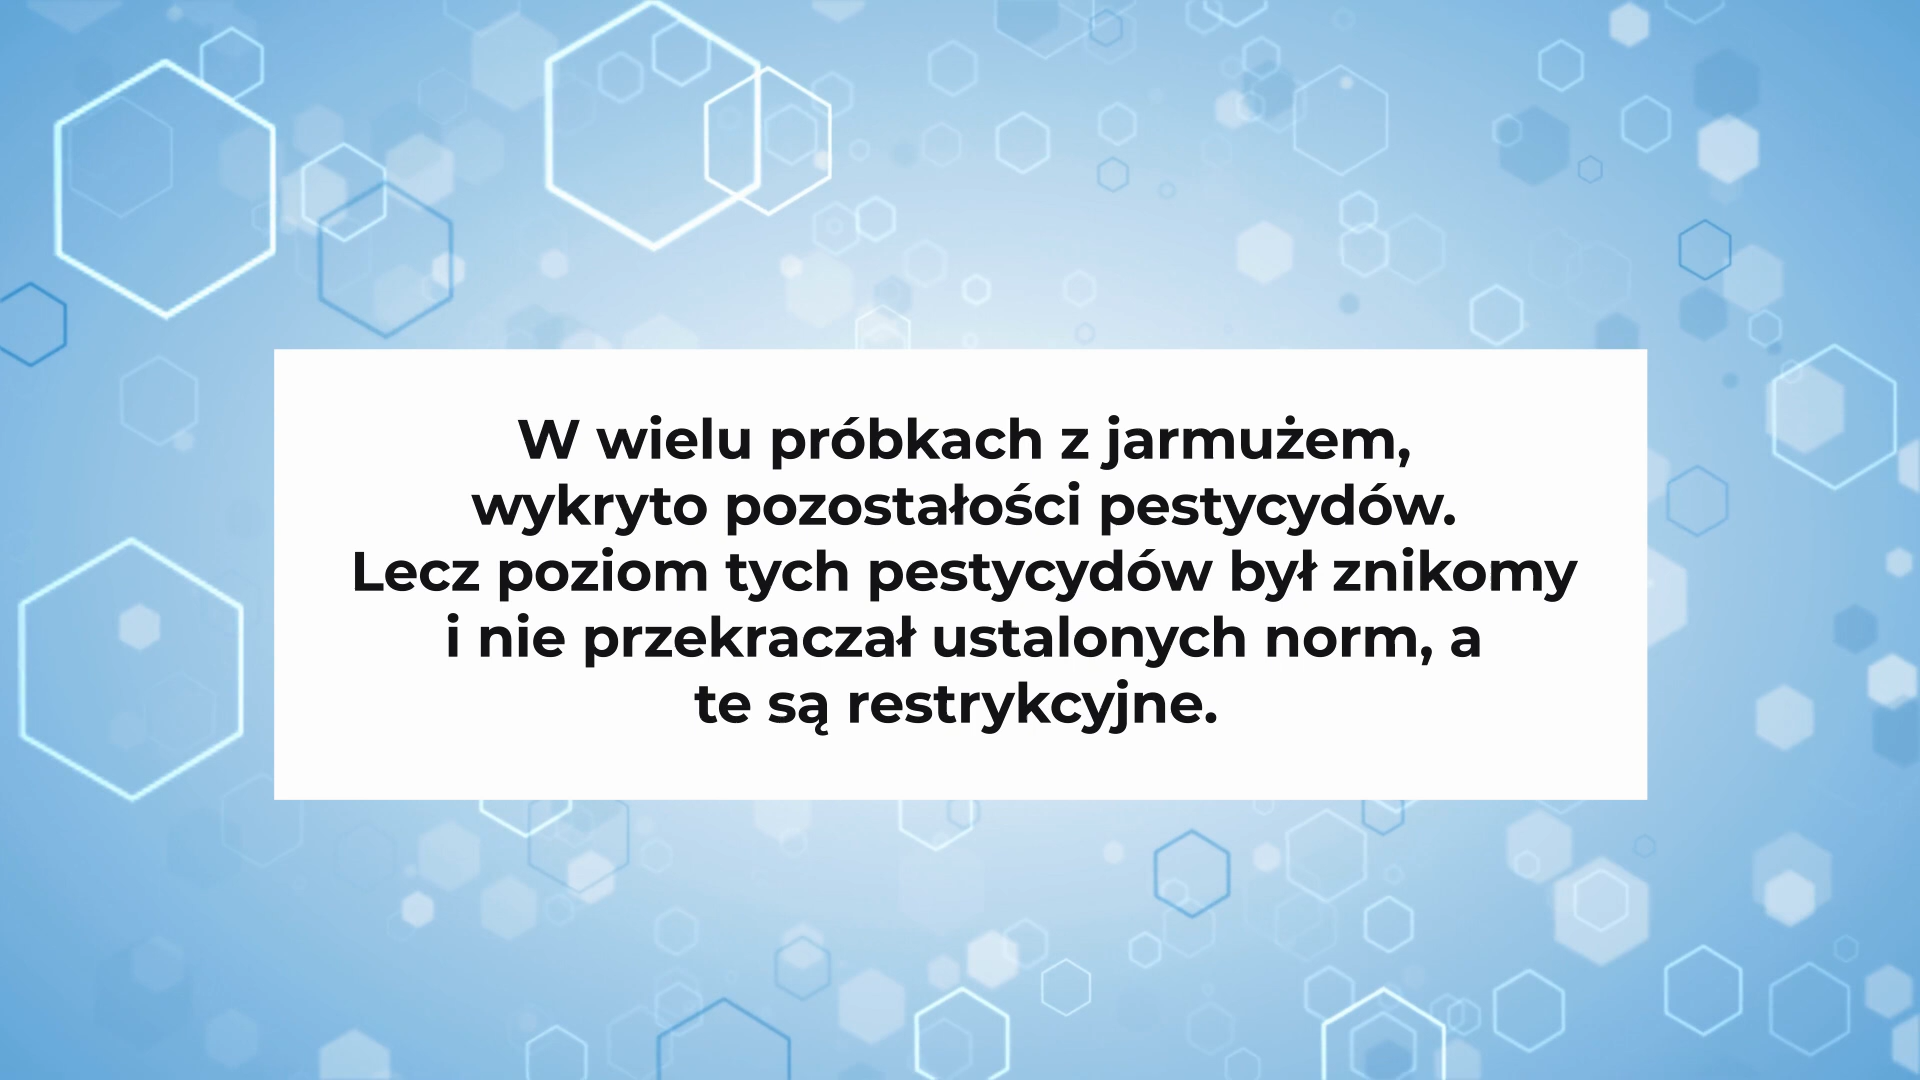 W wielu próbkach z jarmużem,
wykryto pozostałości pestycydów.
Lecz poziom tych pestycydów był znikomy
i nie przekraczał ustalonych norm, a
te są restrykcyjne.